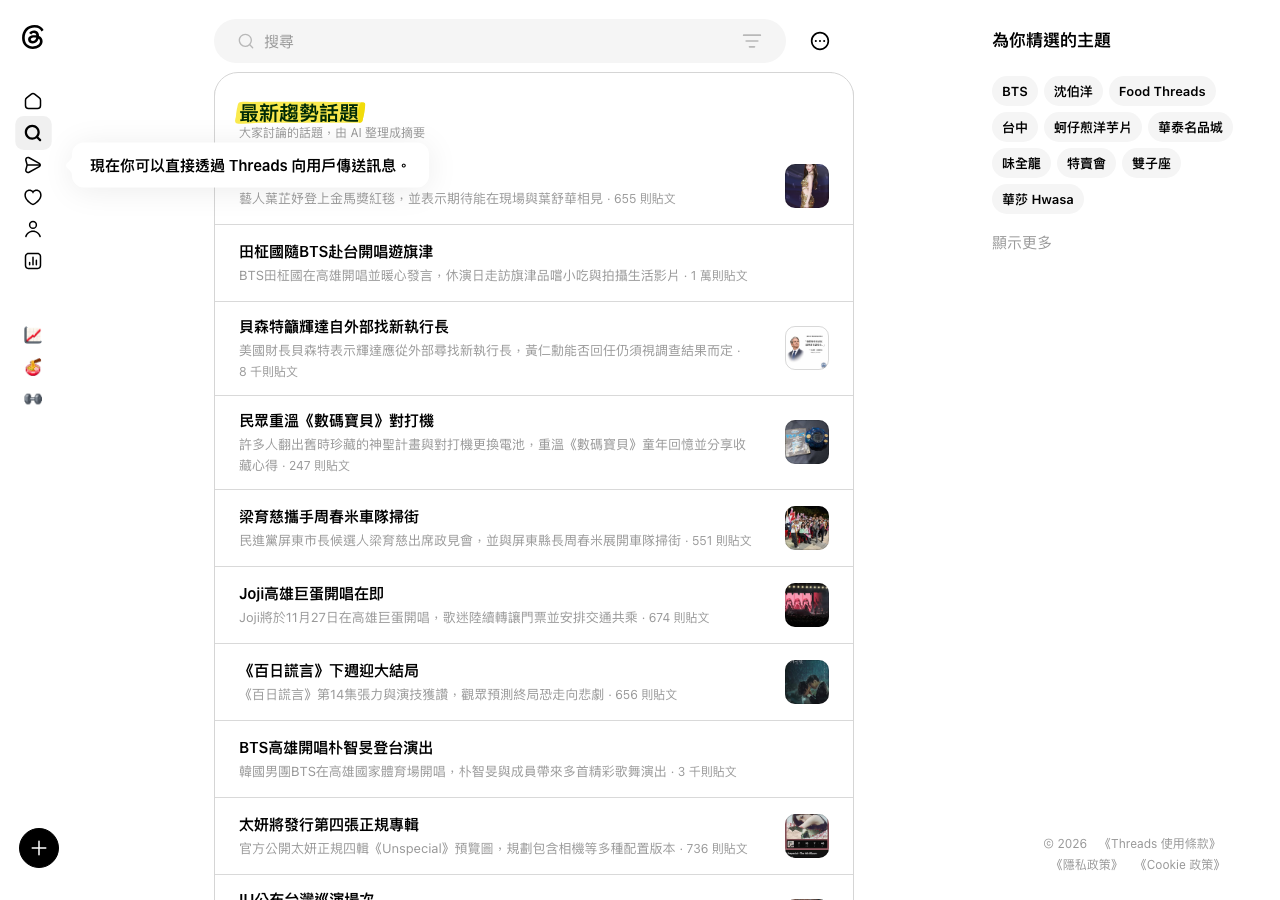 搜尋
最新趨勢話題
大家討論的話題，由 AI 整理成摘要
現在你可以直接透過 Threads 向用戶傳送訊息。
藝人葉芷妤登上金馬獎紅毯，並表示期待能在現場與葉舒華相見 · 655 則貼文
田柾國隨BTS赴台開唱遊旗津
BTS田柾國在高雄開唱並暖心發言，休演日走訪旗津品嚐小吃與拍攝生活影片 · 1 萬則貼文
貝森特籲輝達自外部找新執行長
美國財長貝森特表示輝達應從外部尋找新執行長，黃仁勳能否回任仍須視調查結果而定 ·
8 千則貼文
民眾重溫《數碼寶貝》對打機
許多人翻出舊時珍藏的神聖計畫與對打機更換電池，重溫《數碼寶貝》童年回憶並分享收
藏心得 · 247 則貼文
梁育慈攜手周春米車隊掃街
民進黨屏東市長候選人梁育慈出席政見會，並與屏東縣長周春米展開車隊掃街 · 551 則貼文
Joji高雄巨蛋開唱在即
Joji將於11月27日在高雄巨蛋開唱，歌迷陸續轉讓門票並安排交通共乘 · 674 則貼文
《百日謊言》下週迎大結局
《百日謊言》第14集張力與演技獲讚，觀眾預測終局恐走向悲劇 · 656 則貼文
BTS高雄開唱朴智旻登台演出
韓國男團BTS在高雄國家體育場開唱，朴智旻與成員帶來多首精彩歌舞演出 · 3 千則貼文
太妍將發行第四張正規專輯
官方公開太妍正規四輯《Unspecial》預覽圖，規劃包含相機等多種配置版本 · 736 則貼文
IU公布台灣巡演場次
為你精選的主題
BTS
沈伯洋
Food Threads
台中
蚵仔煎洋芋片
華泰名品城
味全龍
特賣會
雙子座
華莎 Hwasa
顯示更多
© 2026
《Threads 使用條款》
《隱私政策》
《Cookie 政策》